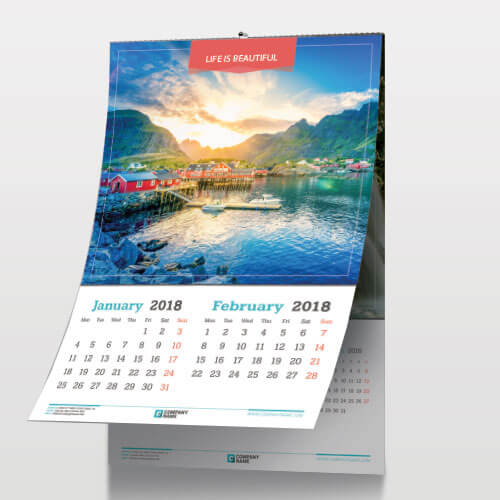 LIFE IS BEAUTIFUL
January 2018
Mon Tue Wed Thu Fri Sat Sun
1 2 3
4 5 6 7 8 9 10
11 12 13 14 15 16 17
18 19 20 21 22 23 24
25 26 27 28 29 30 31
February 2018
Mon Tue Wed Thu Fri Sat Sun
1 2 3 4 5 6 7
8 9 10 11 12 13 14
15 16 17 18 19 20 21
22 23 24 25 26 27 28
COMPANY
NAME
2018
COMPANY
NAME